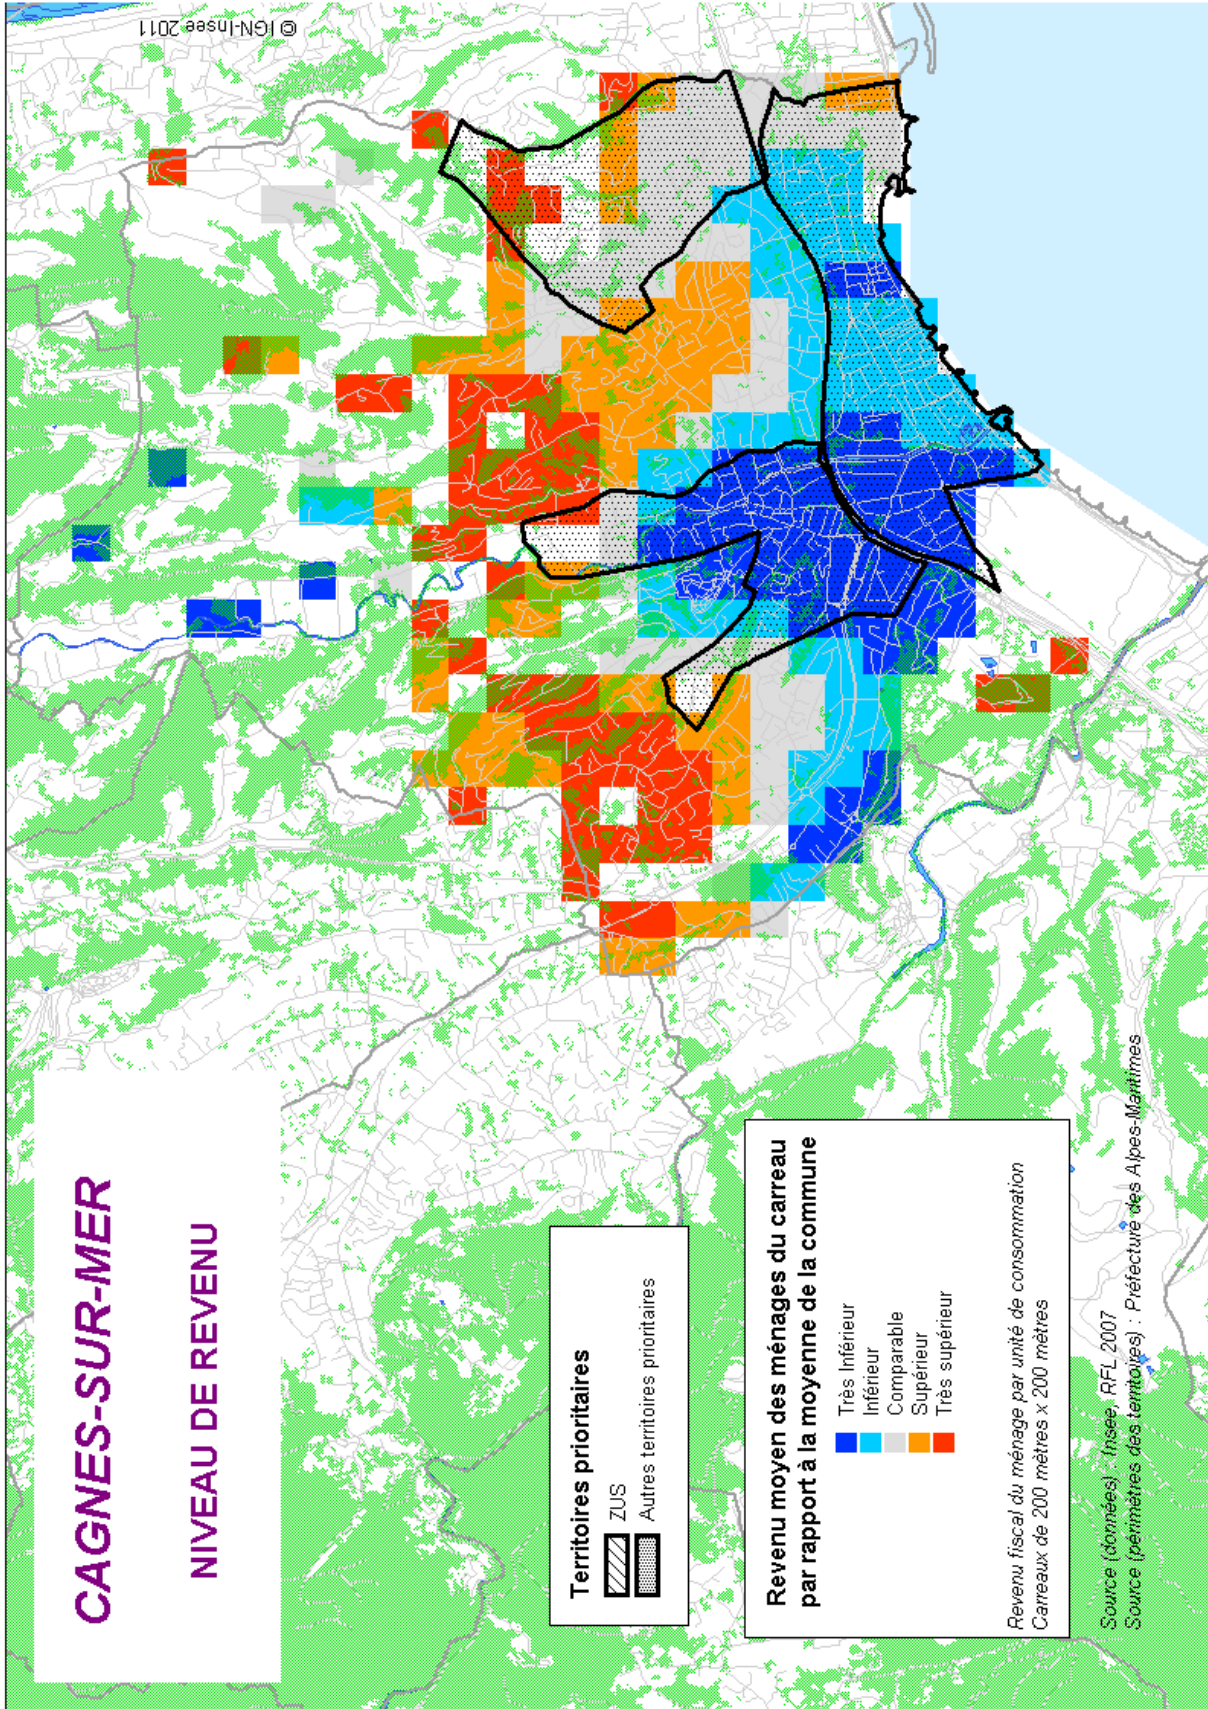 CAGNES-SUR-MER
NIVEAU DE REVENU
© IGN-Insee 2011
Territoires prioritaires
ZUS
Autres territoires prioritaires
Revenu moyen des ménages du carreau
par rapport à la moyenne de la commune
Très Inférieur
Inférieur
Comparable
Supérieur
Très supérieur
Revenu fiscal du ménage par unité de consommation
Carreaux de 200 mètres x 200 mètres
Source (données) : Insee, RFL 2007
Source (périmètres des territoires) : Préfecture des Alpes-Maritimes